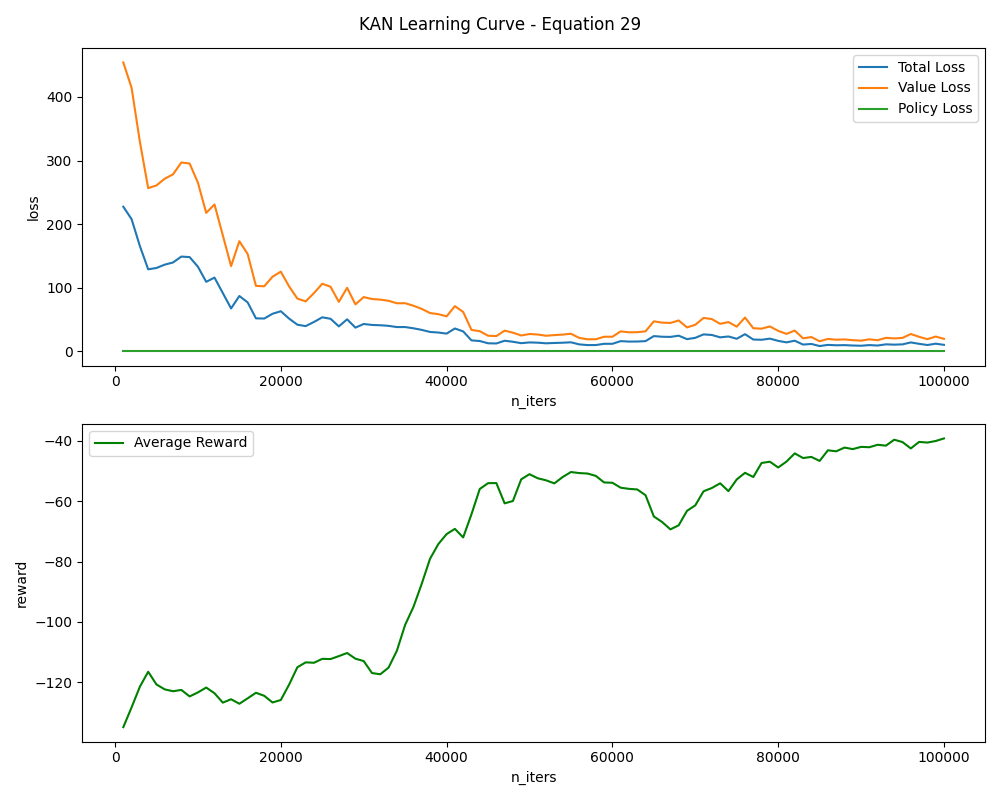 KAN Learning Curve - Equation 29
Total Loss
Value Loss
Policy Loss
400
300
200
100
0
loss
0 20000 40000 60000 80000 100000
n_iters
Average Reward
−40
−60
−80
−100
−120
reward
0 20000 40000 60000 80000 100000
n_iters